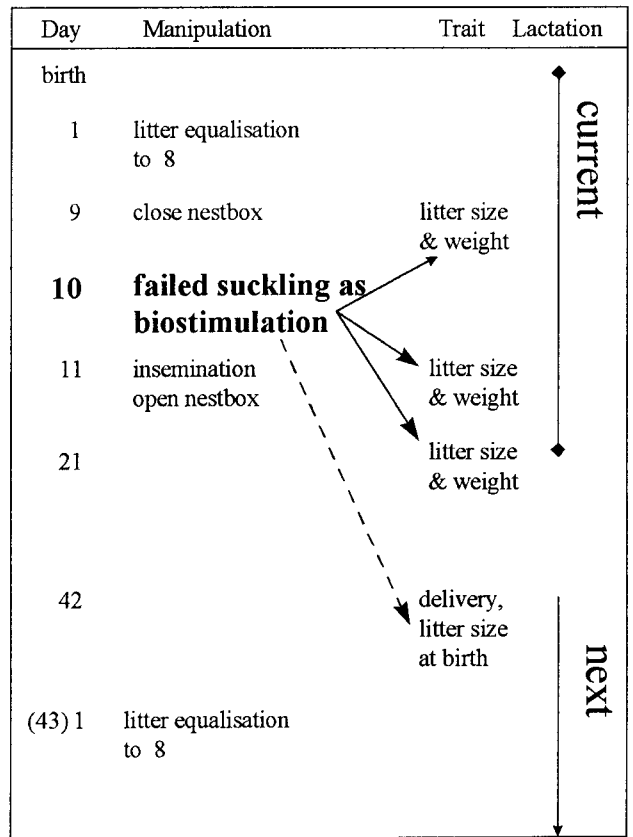 Day Manipulation Trait Lactation
birth
1 litter equalisation
to 8
9 close nestbox litter size
& weight
10 failed suckling as
biostimulation
11 insemination litter size
open nestbox & weight
21 litter size
& weight
current
42 delivery,
litter size
at birth
(43) 1 litter equalisation
to 8
next